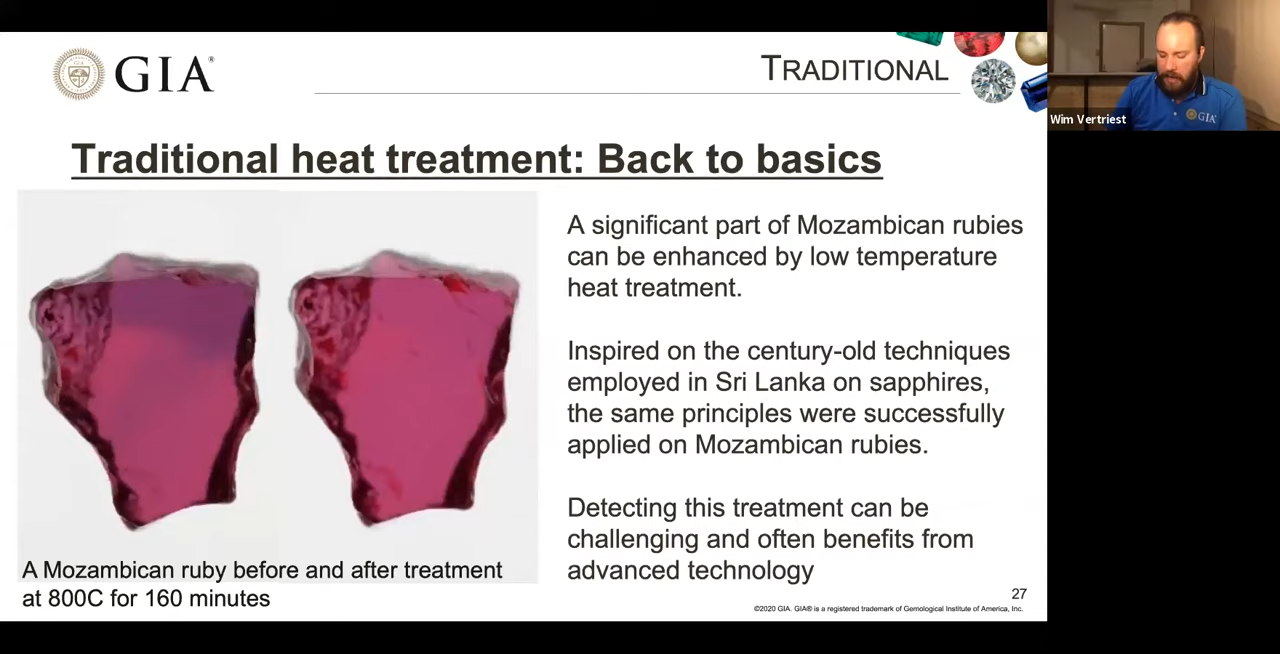 GIA®
TRADITIONAL
Wim Vertriest
GIA
Traditional heat treatment: Back to basics
A significant part of Mozambican rubies
can be enhanced by low temperature
heat treatment.
Inspired on the century-old techniques
employed in Sri Lanka on sapphires,
the same principles were successfully
applied on Mozambican rubies.
Detecting this treatment can be
challenging and often benefits from
advanced technology
A Mozambican ruby before and after treatment
at 800C for 160 minutes
27
©2020 GIA. GIA® is a registered trademark of Gemological Institute of America, Inc.